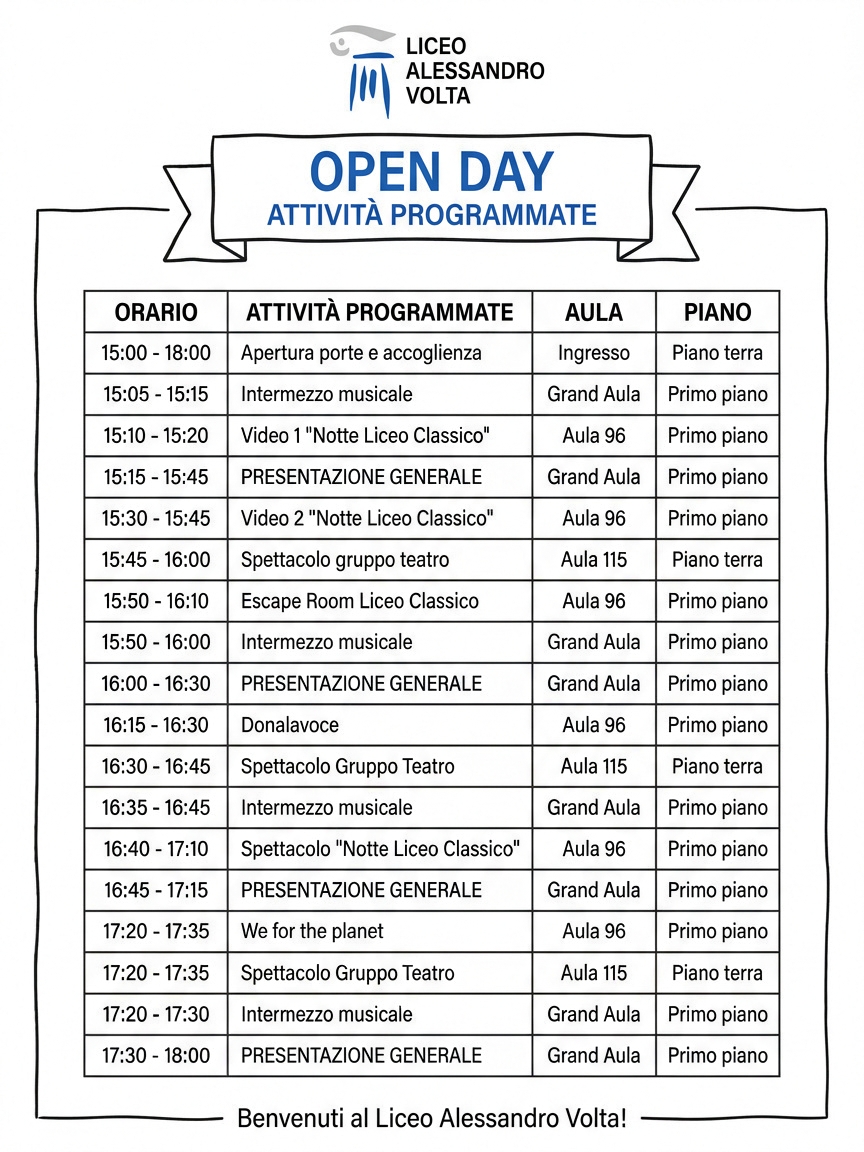 LICEO
ALESSANDRO
VOLTA
OPEN DAY
ATTIVITÀ PROGRAMMATE
ORARIO ATTIVITÀ PROGRAMMATE AULA PIANO
15:00 - 18:00 Apertura porte e accoglienza Ingresso Piano terra
15:05 - 15:15 Intermezzo musicale Grand Aula Primo piano
15:10 - 15:20 Video 1 "Notte Liceo Classico" Aula 96 Primo piano
15:15 - 15:45 PRESENTAZIONE GENERALE Grand Aula Primo piano
15:30 - 15:45 Video 2 "Notte Liceo Classico" Aula 96 Primo piano
15:45 - 16:00 Spettacolo gruppo teatro Aula 115 Piano terra
15:50 - 16:10 Escape Room Liceo Classico Aula 96 Primo piano
15:50 - 16:00 Intermezzo musicale Grand Aula Primo piano
16:00 - 16:30 PRESENTAZIONE GENERALE Grand Aula Primo piano
16:15 - 16:30 Donalavoce Aula 96 Primo piano
16:30 - 16:45 Spettacolo Gruppo Teatro Aula 115 Piano terra
16:35 - 16:45 Intermezzo musicale Grand Aula Primo piano
16:40 - 17:10 Spettacolo "Notte Liceo Classico" Aula 96 Primo piano
16:45 - 17:15 PRESENTAZIONE GENERALE Grand Aula Primo piano
17:20 - 17:35 We for the planet Aula 96 Primo piano
17:20 - 17:35 Spettacolo Gruppo Teatro Aula 115 Piano terra
17:20 - 17:30 Intermezzo musicale Grand Aula Primo piano
17:30 - 18:00 PRESENTAZIONE GENERALE Grand Aula Primo piano
Benvenuti al Liceo Alessandro Volta!